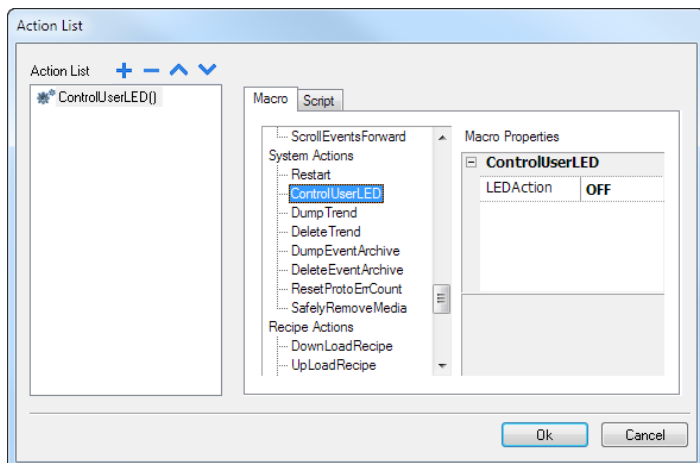 Action List
Action List
ControlUserLED()
Macro
Script
ScrollEventsForward
System Actions
Restart
ControlUserLED
DumpTrend
DeleteTrend
DumpEventArchive
DeleteEventArchive
ResetProtoErrCount
SafelyRemoveMedia
Recipe Actions
DownLoadRecipe
UpLoadRecipe
Macro Properties
ControlUserLED
LEDAction OFF
Ok
Cancel